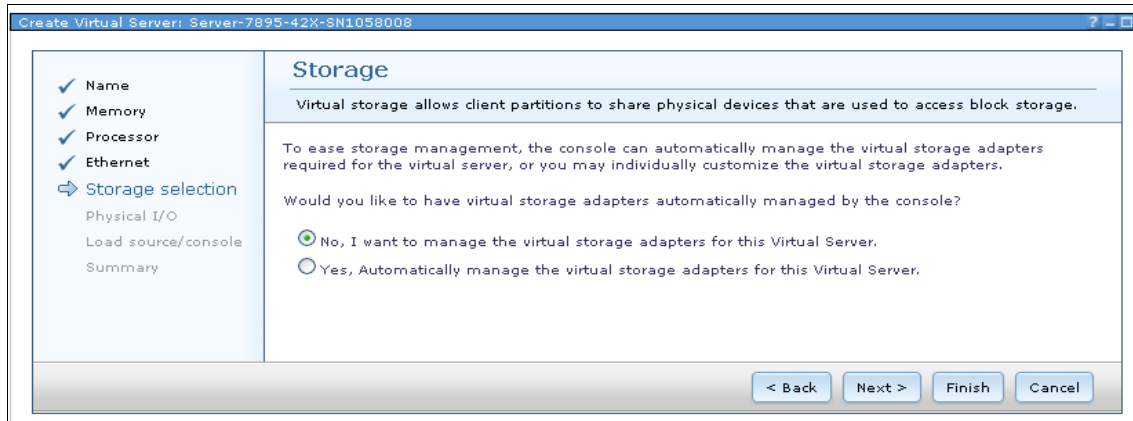 Create Virtual Server: Server-7895-42X-SN1058008
? – □
Name
Memory
Processor
Ethernet
Storage selection
Physical I/O
Load source/console
Summary
Storage
Virtual storage allows client partitions to share physical devices that are used to access block storage.
To ease storage management, the console can automatically manage the virtual storage adapters
required for the virtual server, or you may individually customize the virtual storage adapters.
Would you like to have virtual storage adapters automatically managed by the console?
No, I want to manage the virtual storage adapters for this Virtual Server.
Yes, Automatically manage the virtual storage adapters for this Virtual Server.
< Back
Next >
Finish
Cancel